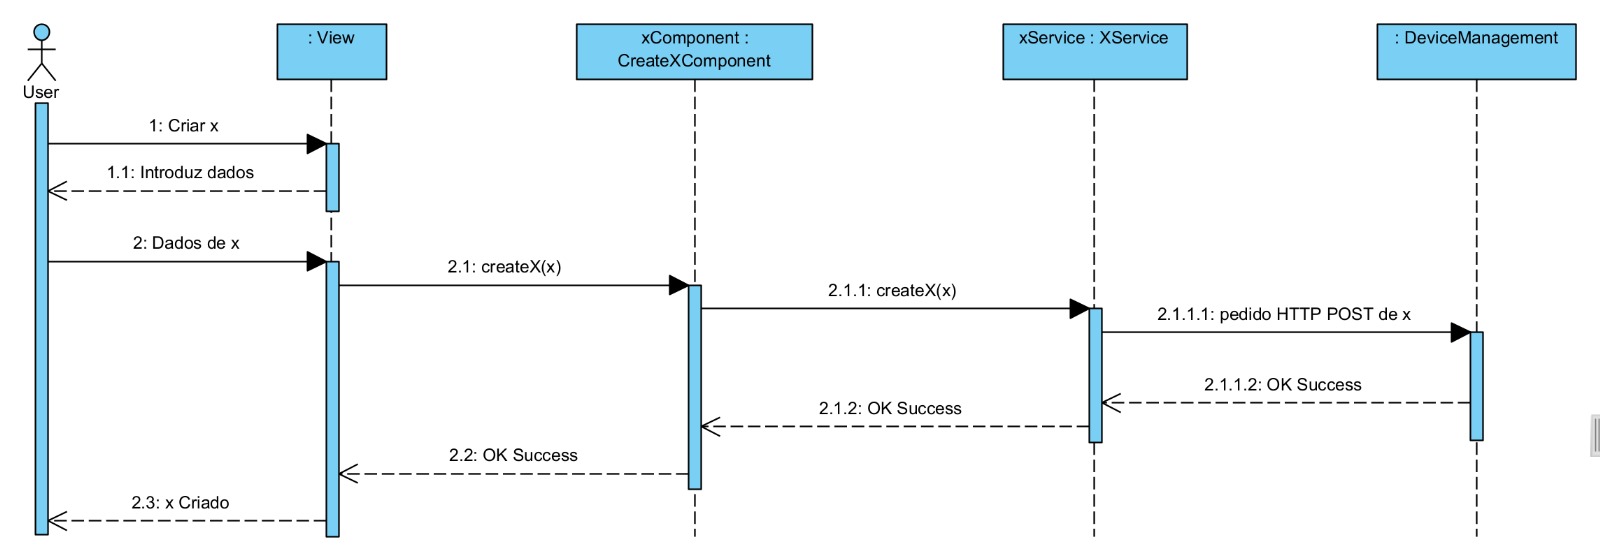 : View
xComponent :
CreateXComponent
xService : XService
: DeviceManagement
User
1: Criar x
1.1: Introduz dados
2: Dados de x
2.1: createX(x)
2.1.1: createX(x)
2.1.1.1: pedido HTTP POST de x
2.1.1.2: OK Success
2.1.2: OK Success
2.2: OK Success
2.3: x Criado